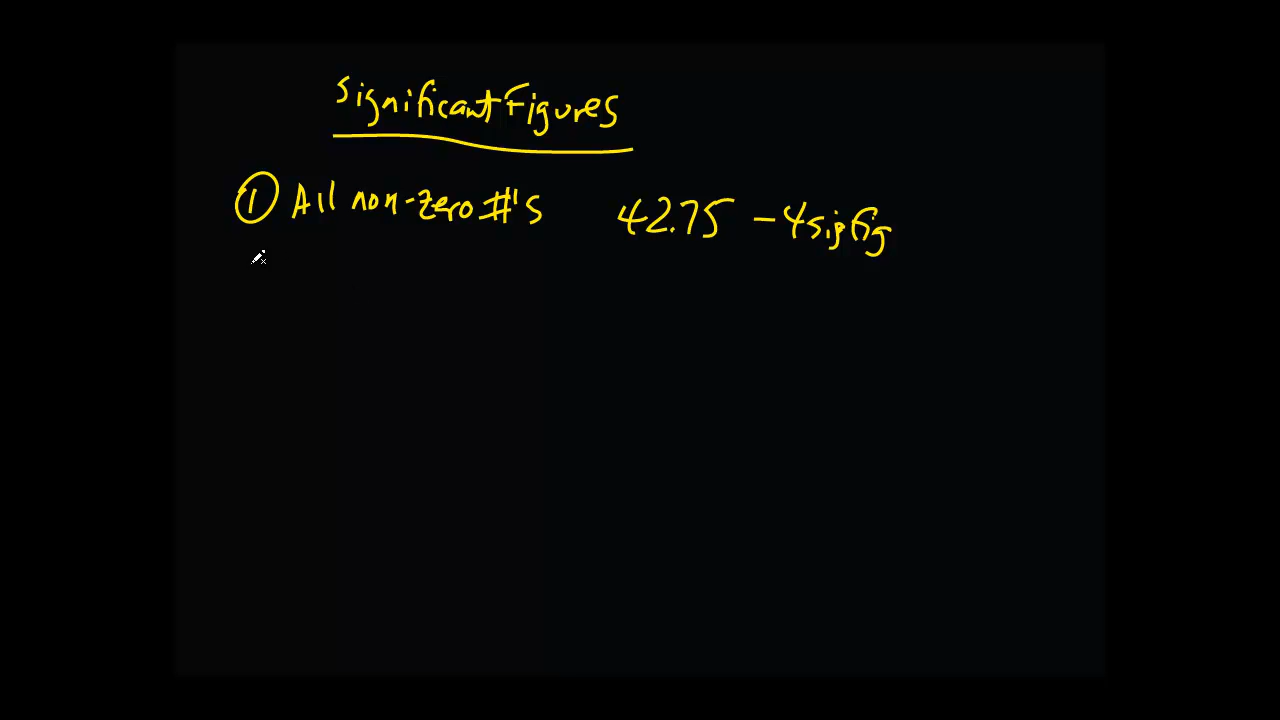 Significant Figures
① All non-zero #'s 42.75 - 4 sig fig